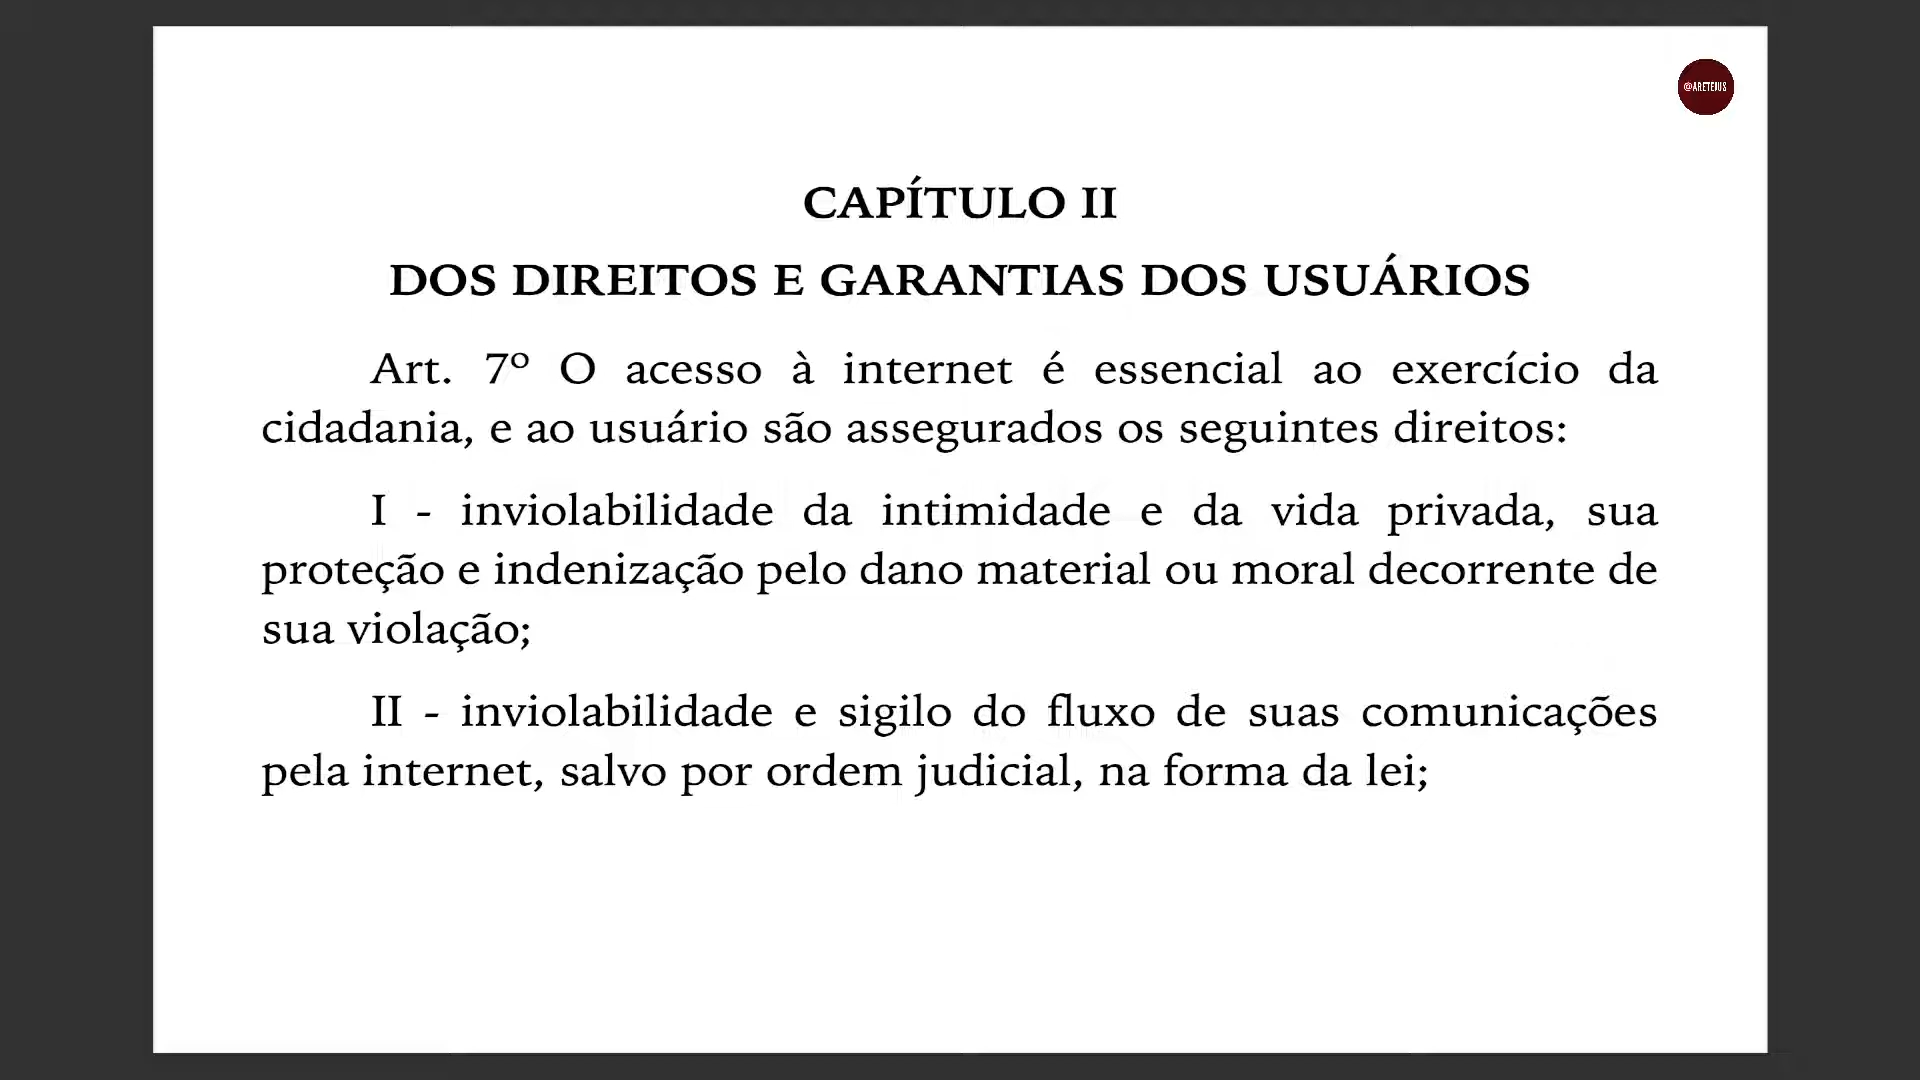 @ARETEJUS
CAPÍTULO II
DOS DIREITOS E GARANTIAS DOS USUÁRIOS
Art. 7º O acesso à internet é essencial ao exercício da
cidadania, e ao usuário são assegurados os seguintes direitos:
I - inviolabilidade da intimidade e da vida privada, sua
proteção e indenização pelo dano material ou moral decorrente de
sua violação;
II - inviolabilidade e sigilo do fluxo de suas comunicações
pela internet, salvo por ordem judicial, na forma da lei;